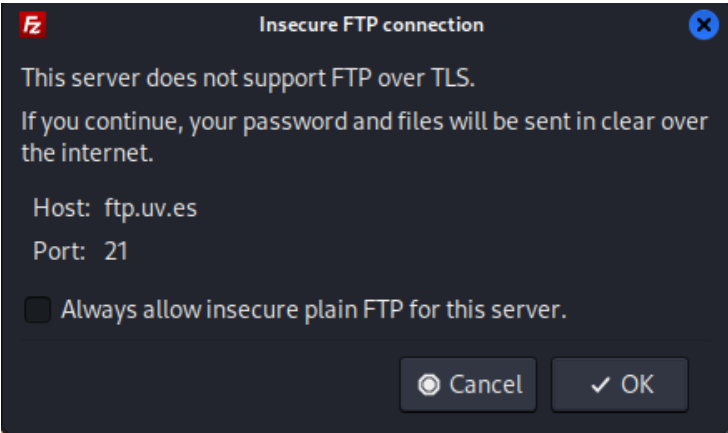 Fz
Insecure FTP connection
This server does not support FTP over TLS.
If you continue, your password and files will be sent in clear over
the internet.
Host: ftp.uv.es
Port: 21
Always allow insecure plain FTP for this server.
Cancel
OK